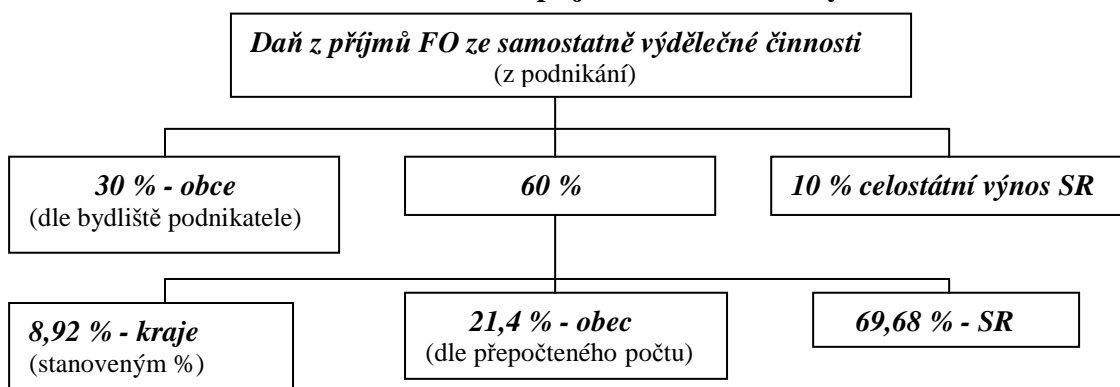 Daň z příjmů FO ze samostatně výdělečné činnosti
(z podnikání)
30 % - obce
(dle bydliště podnikatele)
60 %
10 % celostátní výnos SR
8,92 % - kraje
(stanoveným %)
21,4 % - obec
(dle přepočteného počtu)
69,68 % - SR